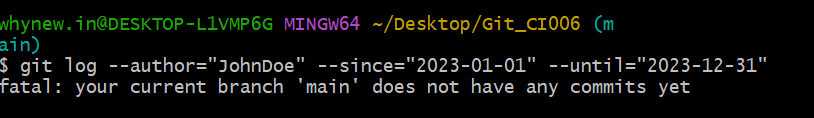 whynew.in@DESKTOP-L1VMP6G MINGW64 ~/Desktop/Git_CI006 (m
ain)
$ git log --author="JohnDoe" --since="2023-01-01" --until="2023-12-31"
fatal: your current branch 'main' does not have any commits yet